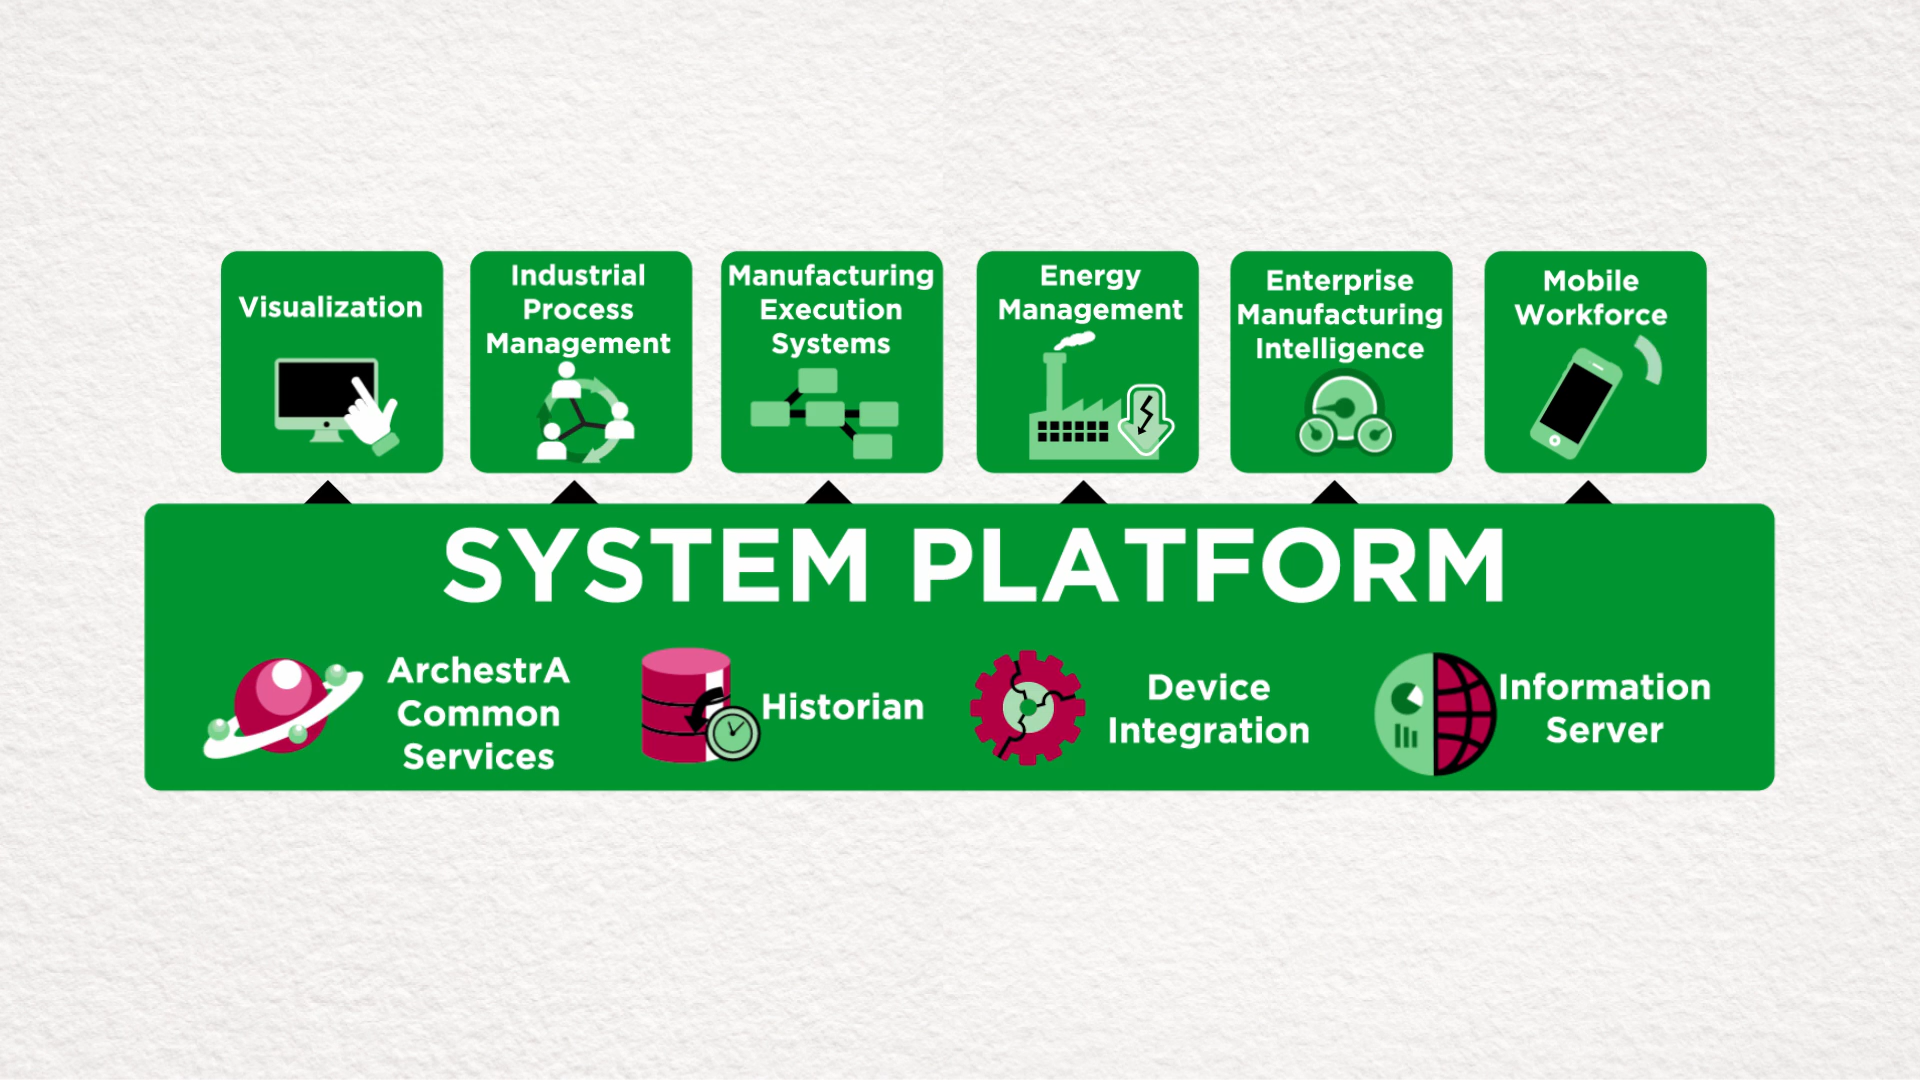 Visualization
Industrial
Process
Management
Manufacturing
Execution
Systems
Energy
Management
Enterprise
Manufacturing
Intelligence
Mobile
Workforce
SYSTEM PLATFORM
ArchestrA
Common
Services
Historian
Device
Integration
Information
Server